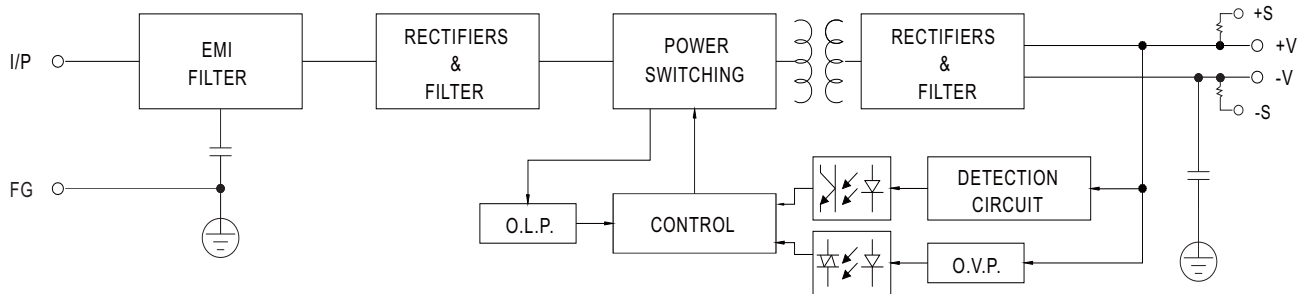 I/P
EMI
FILTER
RECTIFIERS
&
FILTER
POWER
SWITCHING
RECTIFIERS
&
FILTER
+S
+V
-V
-S
FG
O.L.P.
CONTROL
DETECTION
CIRCUIT
O.V.P.